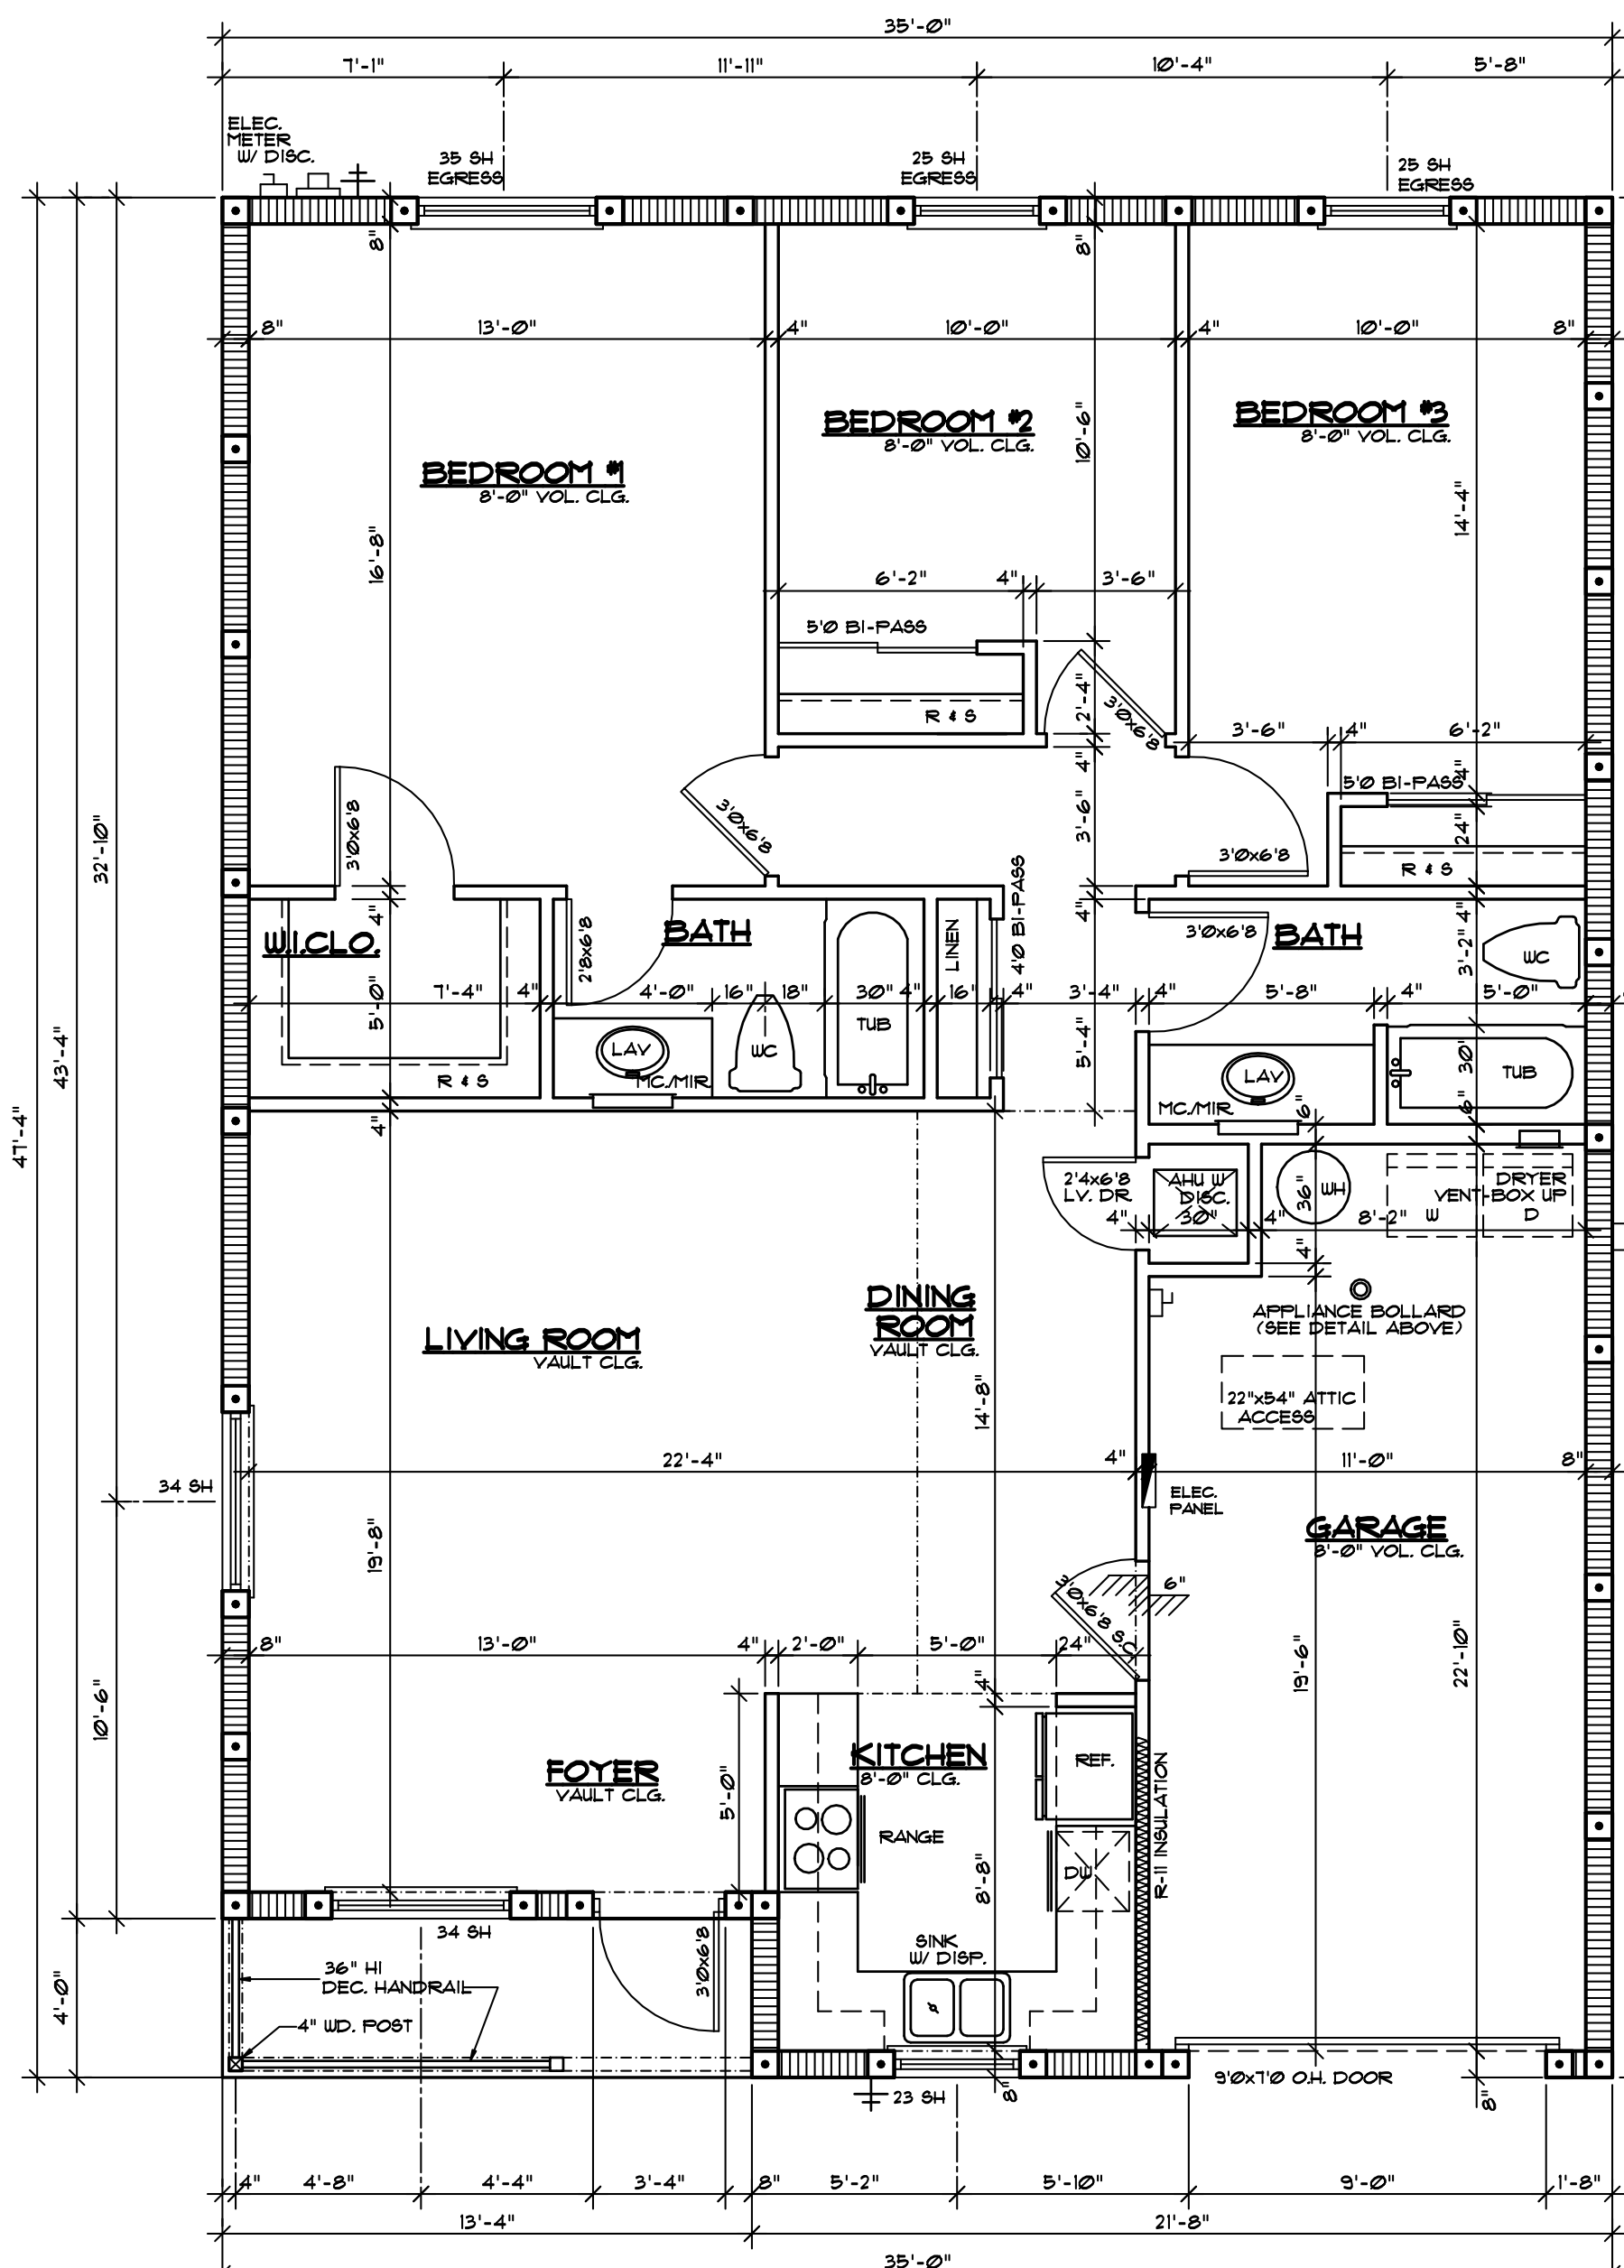 35'-0"
7'-1" 11'-11" 10'-4" 5'-8"
ELEC.
METER
W/ DISC.
35 SH
EGRESS
25 SH
EGRESS
25 SH
EGRESS
8"
8"
8" 13'-0" 4" 10'-0" 4" 10'-0" 8"
BEDROOM #1
8'-0" VOL. CLG.
BEDROOM #2
8'-0" VOL. CLG.
BEDROOM #3
8'-0" VOL. CLG.
10'-6"
14'-4"
16'-8"
6'-2" 4" 3'-6"
5'0 BI-PASS
R & S
2'-4"
3'0x6'8
3'-6" 4" 6'-2"
4"
5'0 BI-PASS
4"
24"
3'-6"
3'0x6'8
3'0x6'8
3'0x6'8
R & S
32'-10"
43'-4"
47'-4"
W.I.CLO.
4"
2'8x6'8
BATH
LINEN
4'0 BI-PASS
4"
3'0x6'8
BATH
4"
3'-2"
WC
5'-0"
7'-4" 4" 4'-0" 16" 18" 30" 4" 16" 4" 3'-4" 4" 5'-8" 4" 5'-0"
TUB
LAV
WC
MC./MIR.
R & S
5'-4"
LAV
30"
TUB
MC./MIR.
6"
6"
4"
2'4x6'8
LV. DR.
AHU W
DISC.
36"
WH
DRYER
VENT-BOX UP
W D
4" 30" 4" 8'-2"
4"
DINING
ROOM
VAULT CLG.
LIVING ROOM
VAULT CLG.
APPLIANCE BOLLARD
(SEE DETAIL ABOVE)
22"x54" ATTIC
ACCESS
14'-8"
22'-4" 4" 11'-0" 8"
34 SH
ELEC.
PANEL
GARAGE
8'-0" VOL. CLG.
19'-8"
3'0x6'8 S.C.
6"
8" 13'-0" 4" 2'-0" 5'-0" 24"
4"
19'-6"
22'-10"
10'-6"
FOYER
VAULT CLG.
5'-0"
KITCHEN
8'-0" CLG.
REF.
RANGE
DW
R-11 INSULATION
8'-8"
34 SH
SINK
W/ DISP.
3'0x6'8
36" HI
DEC. HANDRAIL
4'-0"
4" WD. POST
23 SH
8"
9'0x7'0 O.H. DOOR
8"
4" 4'-8" 4'-4" 3'-4" 8" 5'-2" 5'-10" 9'-0" 1'-8"
13'-4" 21'-8"
35'-0"